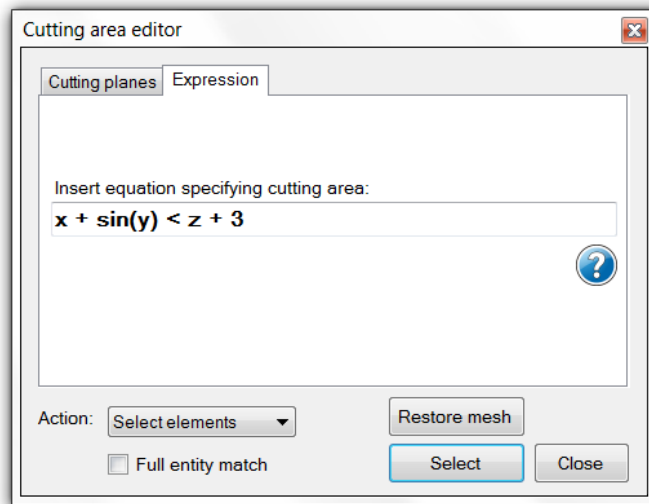 Cutting area editor
Cutting planes Expression
Insert equation specifying cutting area:
x + sin(y) < z + 3
?
Action: Select elements Restore mesh
Full entity match Select Close